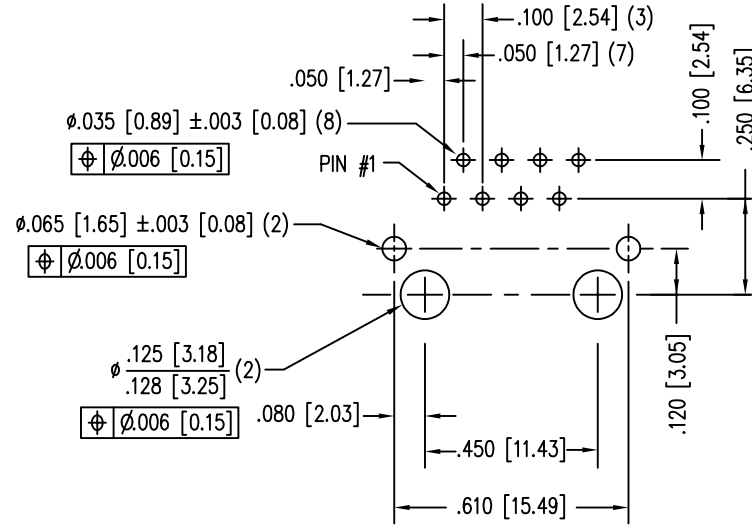 .100 [2.54] (3)
.050 [1.27] (7)
.050 [1.27]
.100 [2.54]
.250 [6.35]
ø.035 [0.89] ±.003 [0.08] (8)
⌖ Ø.006 [0.15]
PIN #1
ø.065 [1.65] ±.003 [0.08] (2)
⌖ Ø.006 [0.15]
ø .125 [3.18]
.128 [3.25] (2)
⌖ Ø.006 [0.15]
.080 [2.03]
.120 [3.05]
.450 [11.43]
.610 [15.49]